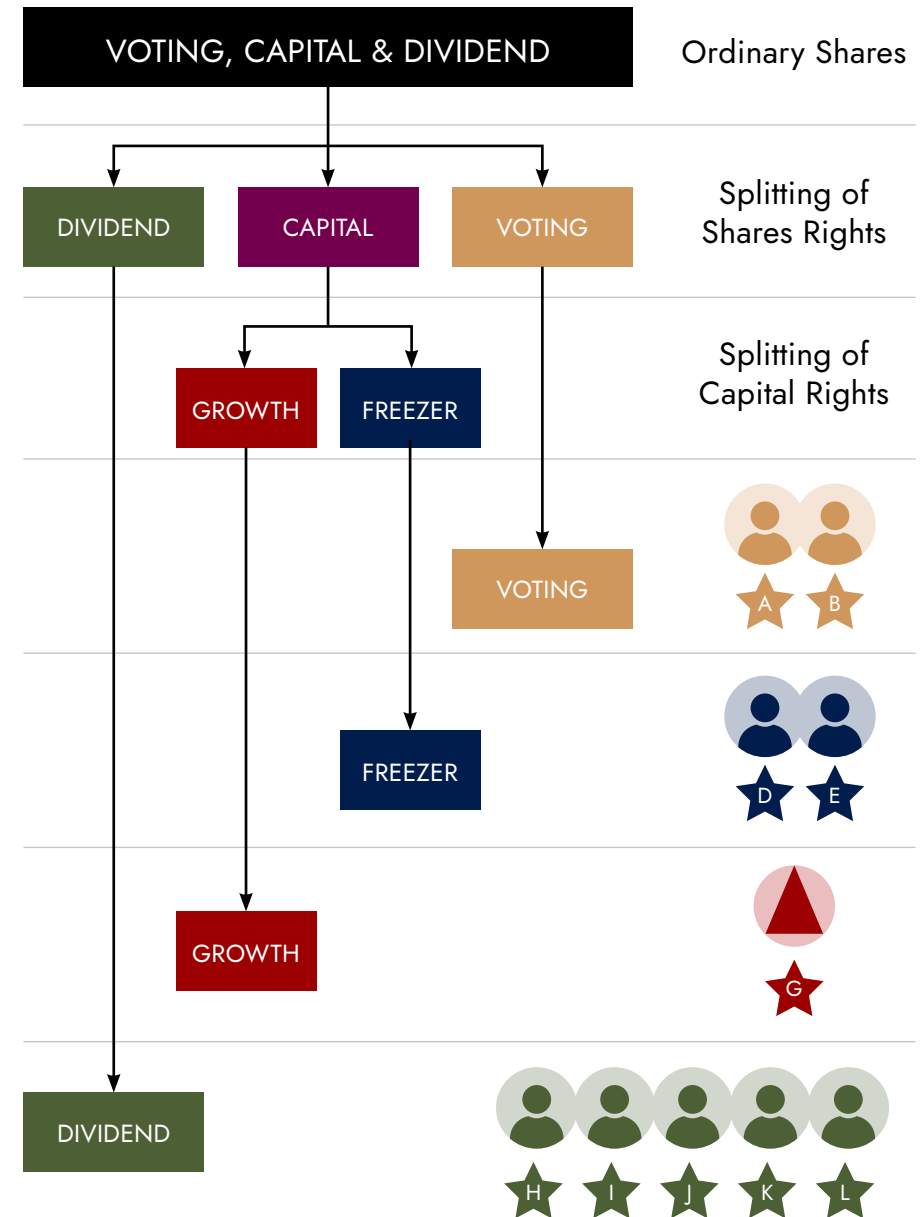 VOTING, CAPITAL & DIVIDEND
Ordinary Shares
DIVIDEND
CAPITAL
VOTING
Splitting of
Shares Rights
GROWTH
FREEZER
Splitting of
Capital Rights
VOTING
A
B
FREEZER
D
E
GROWTH
G
DIVIDEND
H
I
J
K
L